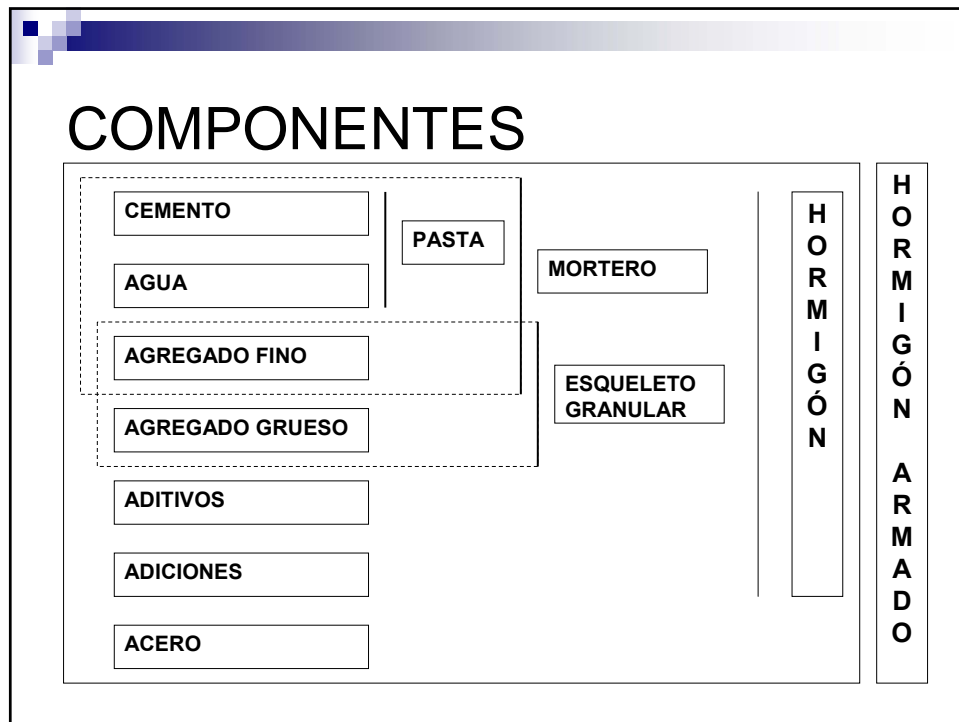 COMPONENTES
CEMENTO
AGUA
AGREGADO FINO
AGREGADO GRUESO
ADITIVOS
ADICIONES
ACERO
PASTA
MORTERO
ESQUELETO
GRANULAR
HORMIGÓN
HORMIGÓN ARMADO